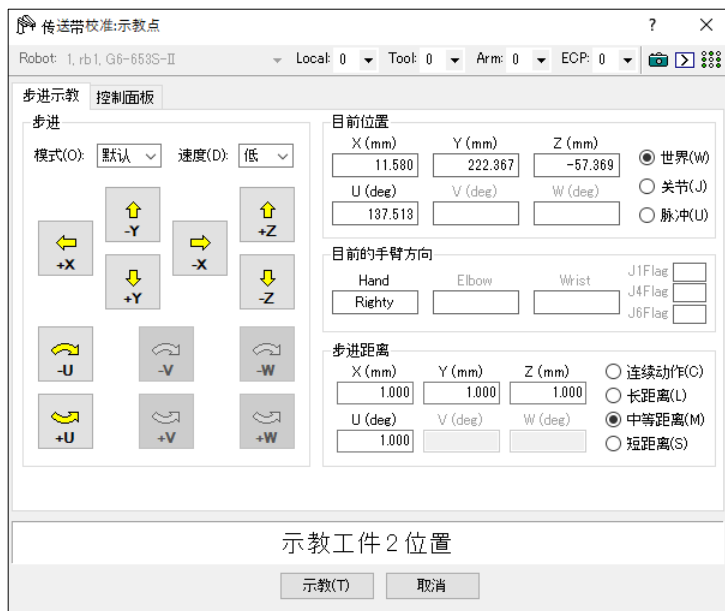 传送带校准:示教点
Robot: 1, rb1, G6-653S-II Local: 0 Tool: 0 Arm: 0 ECP: 0
步进示教 控制面板
步进
模式(O): 默认 速度(D): 低
+X -Y -X +Z
+Y -Z
-U -V -W
+U +V +W
目前位置
X (mm) Y (mm) Z (mm)
11.580 222.367 -57.369
U (deg) V (deg) W (deg)
137.513
世界(W)
关节(J)
脉冲(U)
目前的手臂方向
Hand Elbow Wrist
Righty
J1Flag
J4Flag
J6Flag
步进距离
X (mm) Y (mm) Z (mm)
1.000 1.000 1.000
U (deg) V (deg) W (deg)
1.000
连续动作(C)
长距离(L)
中等距离(M)
短距离(S)
示教工件2位置
示教(T) 取消